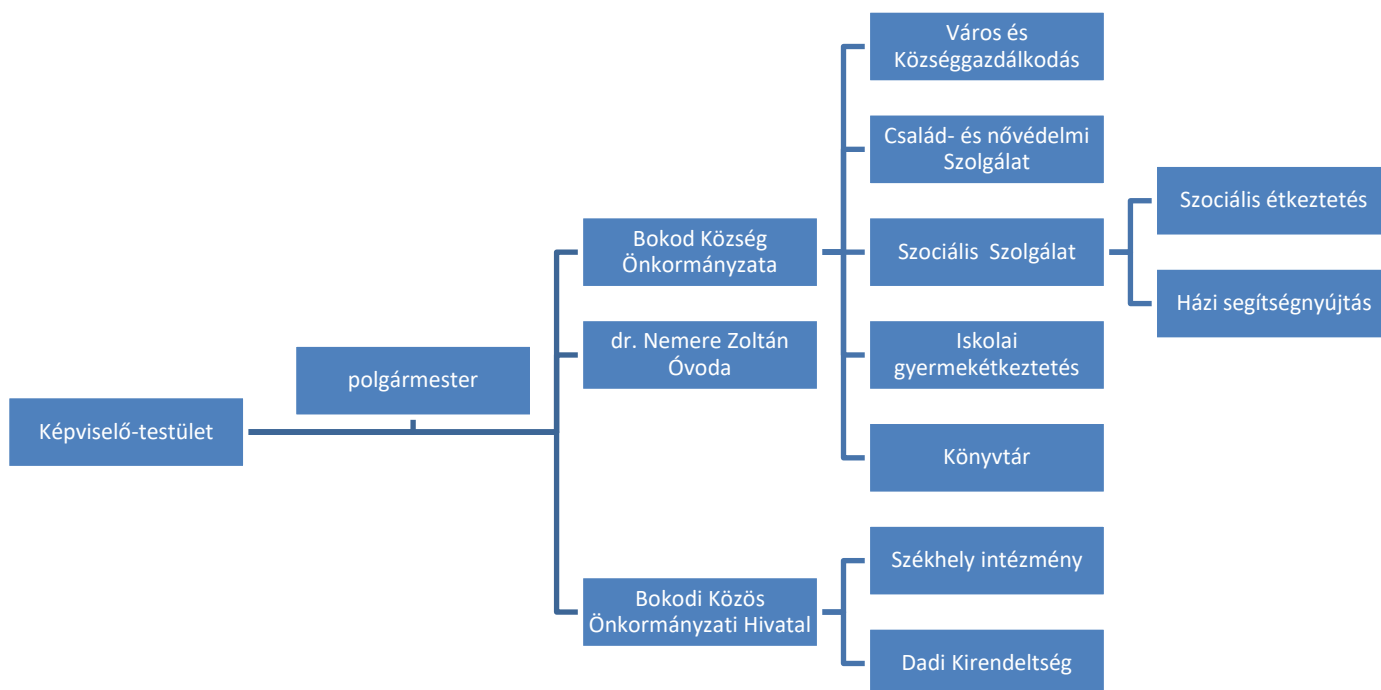 Képviselő-testület
polgármester
Bokod Község
Önkormányzata
Város és
Községgazdálkodás
Család- és nővédelmi
Szolgálat
Szociális Szolgálat
Szociális étkeztetés
Házi segítségnyújtás
Iskolai
gyermekétkeztetés
Könyvtár
dr. Nemere Zoltán
Óvoda
Bokodi Közös
Önkormányzati Hivatal
Székhely intézmény
Dadi Kirendeltség